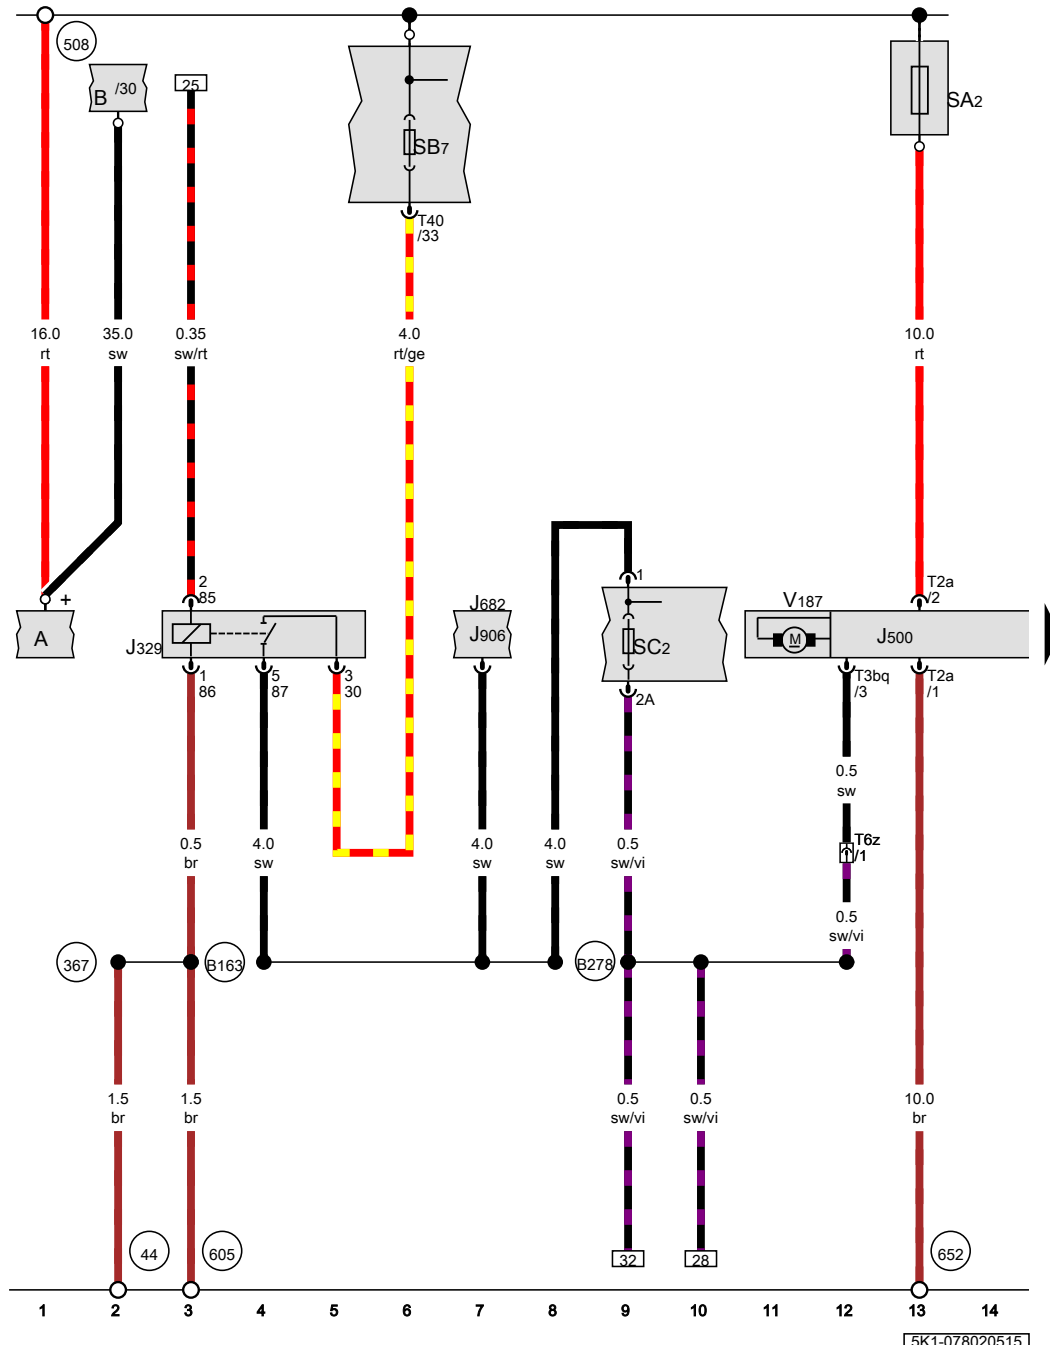 508
B /30
25
SA2
SB7
T40
/33
16.0
rt
35.0
sw
0.35
sw/rt
4.0
rt/ge
10.0
rt
+
A
2
85
J329
1
86
5
87
3
30
J682
J906
1
SC2
2A
V187
M
J500
T2a
/2
T3bq
/3
T2a
/1
0.5
sw
T6z
/1
0.5
sw/vi
0.5
br
4.0
sw
4.0
sw
4.0
sw
0.5
sw/vi
367
B163
B278
1.5
br
1.5
br
0.5
sw/vi
0.5
sw/vi
10.0
br
44
605
32
28
652
1 2 3 4 5 6 7 8 9 10 11 12 13 14
5K1-078020515